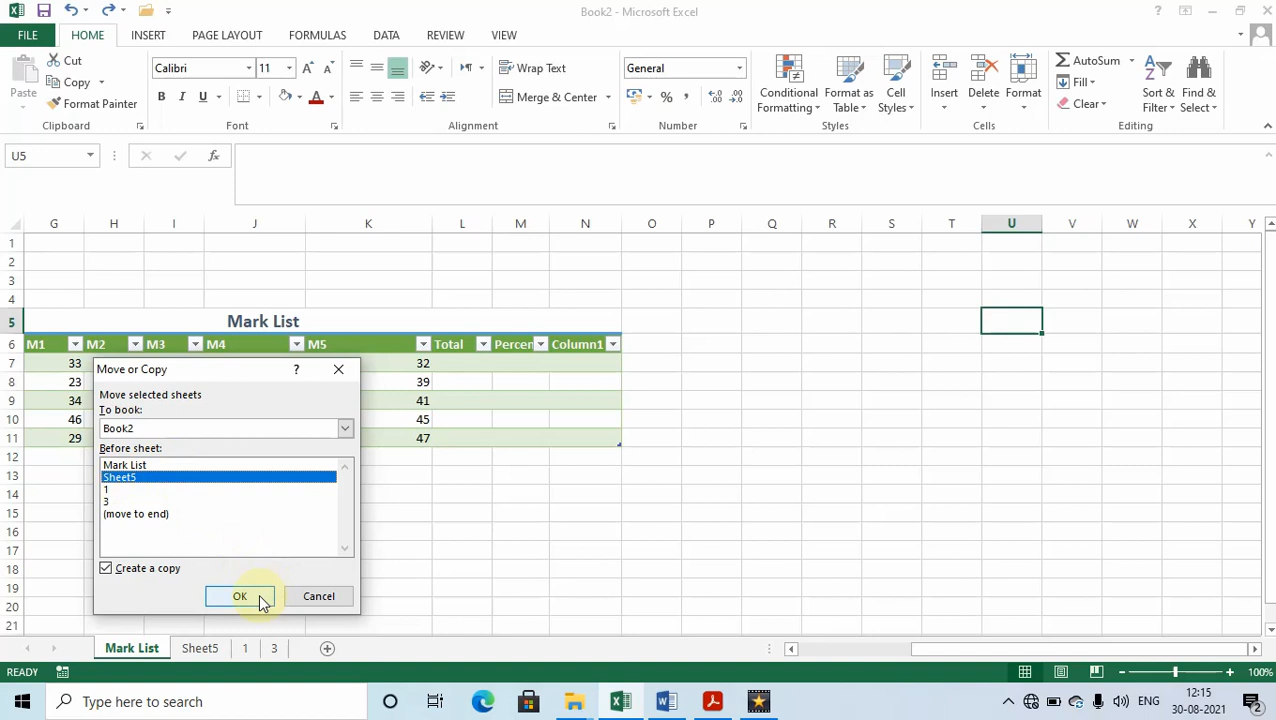 Book2 - Microsoft Excel
FILE HOME INSERT PAGE LAYOUT FORMULAS DATA REVIEW VIEW
Paste
Cut
Copy
Format Painter
Clipboard
Calibri 11
B I U
Font
Wrap Text
Merge & Center
Alignment
General
Number
Conditional Formatting
Format as Table
Cell Styles
Styles
Insert Delete Format
Cells
AutoSum
Fill
Clear
Sort & Filter
Find & Select
Editing
U5
fx
G H I J K L M N O P Q R S T U V W X Y
1
2
3
4
5 Mark List
6 M1 M2 M3 M4 M5 Total Percen Column1
7 33 32
8 23 39
9 34 41
10 46 45
11 29 47
12
13
14
15
16
17
18
19
20
21
Move or Copy ?
Move selected sheets
To book:
Book2
Before sheet:
Mark List
Sheet5
1
3
(move to end)
Create a copy
OK Cancel
Mark List Sheet5 1 3
READY 100%
Type here to search
ENG
12:15
30-08-2021
2